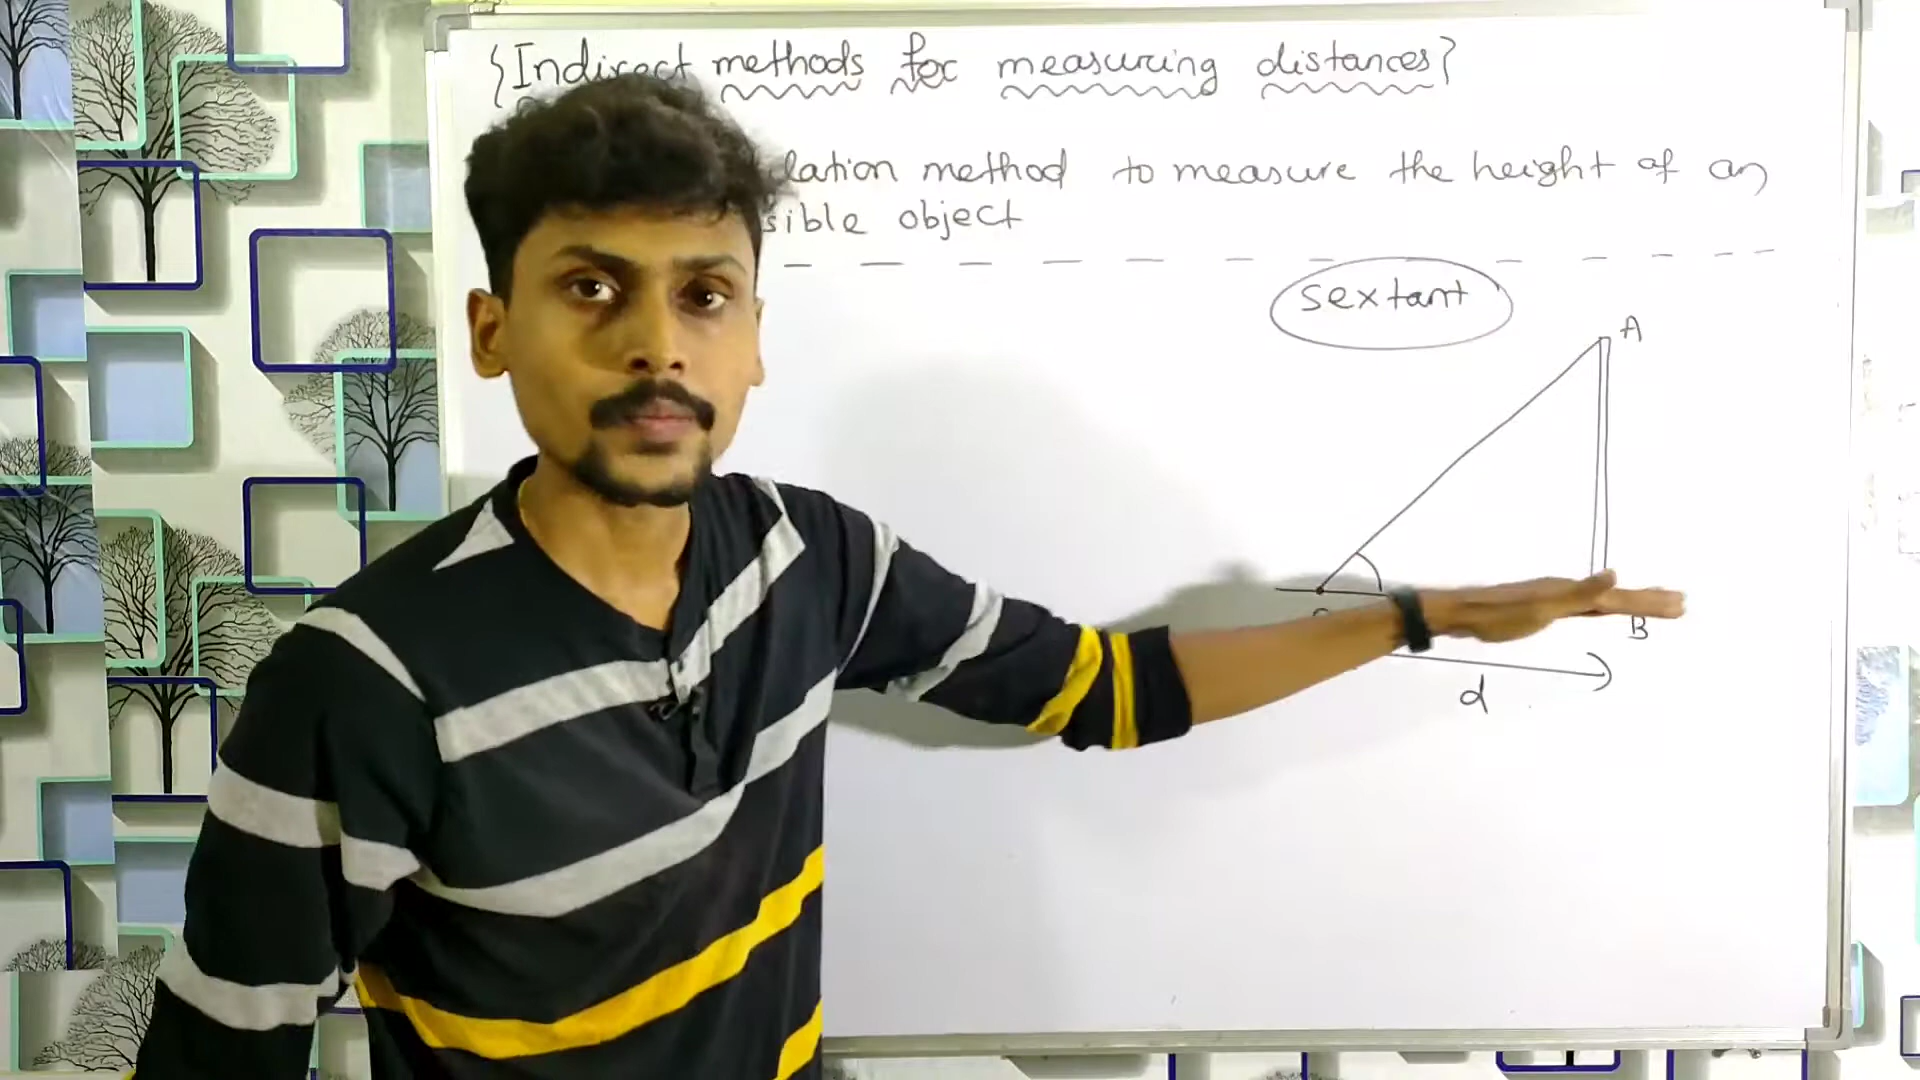 {Indirect methods for measuring distances}
lation method to measure the height of an
sible object
sextant
A
B
d